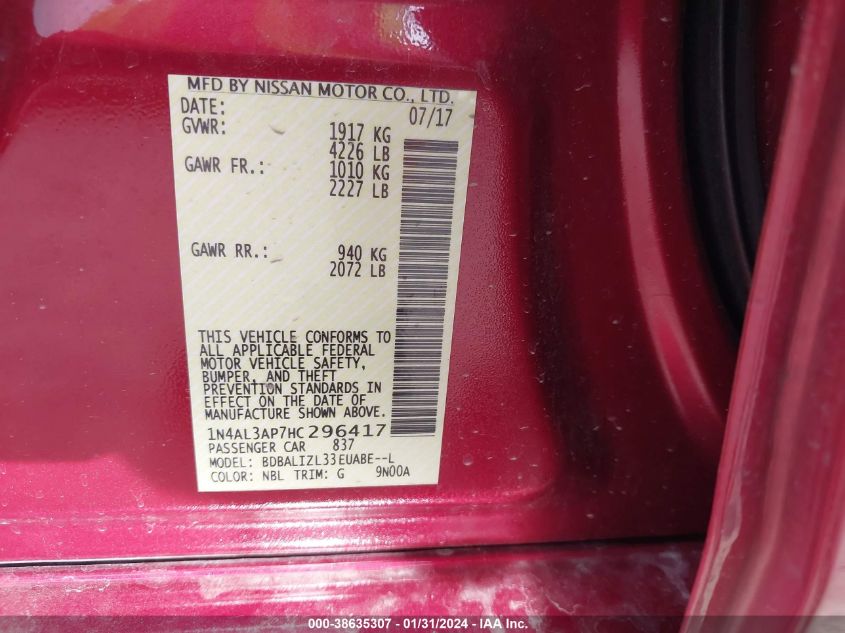 MFD BY NISSAN MOTOR CO., LTD.
DATE: 07/17
GVWR: 1917 KG
4226 LB
GAWR FR.: 1010 KG
2227 LB
GAWR RR.: 940 KG
2072 LB
THIS VEHICLE CONFORMS TO
ALL APPLICABLE FEDERAL
MOTOR VEHICLE SAFETY,
BUMPER, AND THEFT
PREVENTION STANDARDS IN
EFFECT ON THE DATE OF
MANUFACTURE SHOWN ABOVE.
1N4AL3AP7HC296417
PASSENGER CAR 837
MODEL: BDBALIZL33EUABE--L
COLOR: NBL TRIM: G 9N00A
000-38635307 - 01/31/2024 - IAA Inc.